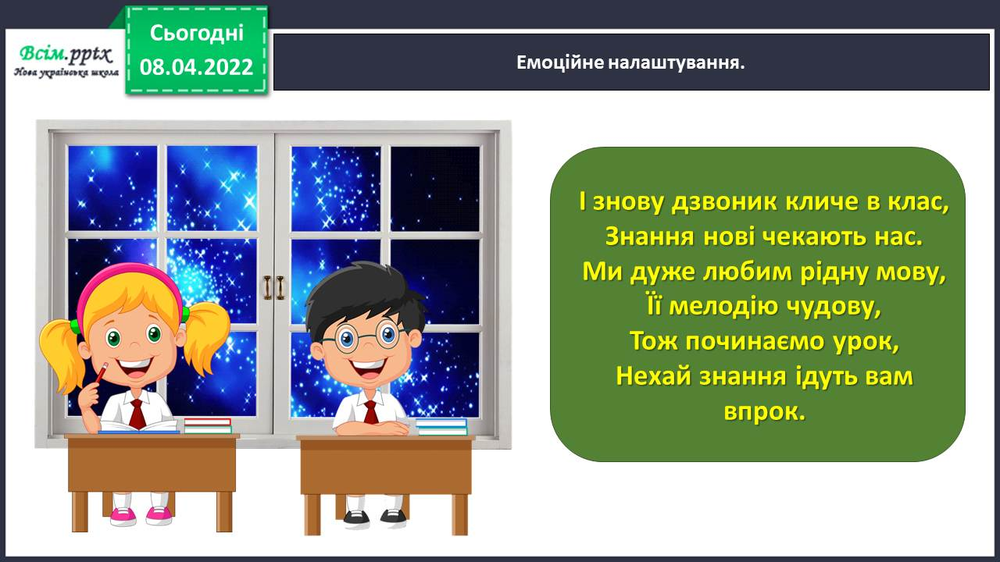 Всім.pptx
Нова українська школа
Сьогодні
08.04.2022
Емоційне налаштування.
І знову дзвоник кличе в клас,
Знання нові чекають нас.
Ми дуже любим рідну мову,
Її мелодію чудову,
Тож починаємо урок,
Нехай знання ідуть вам
впрок.